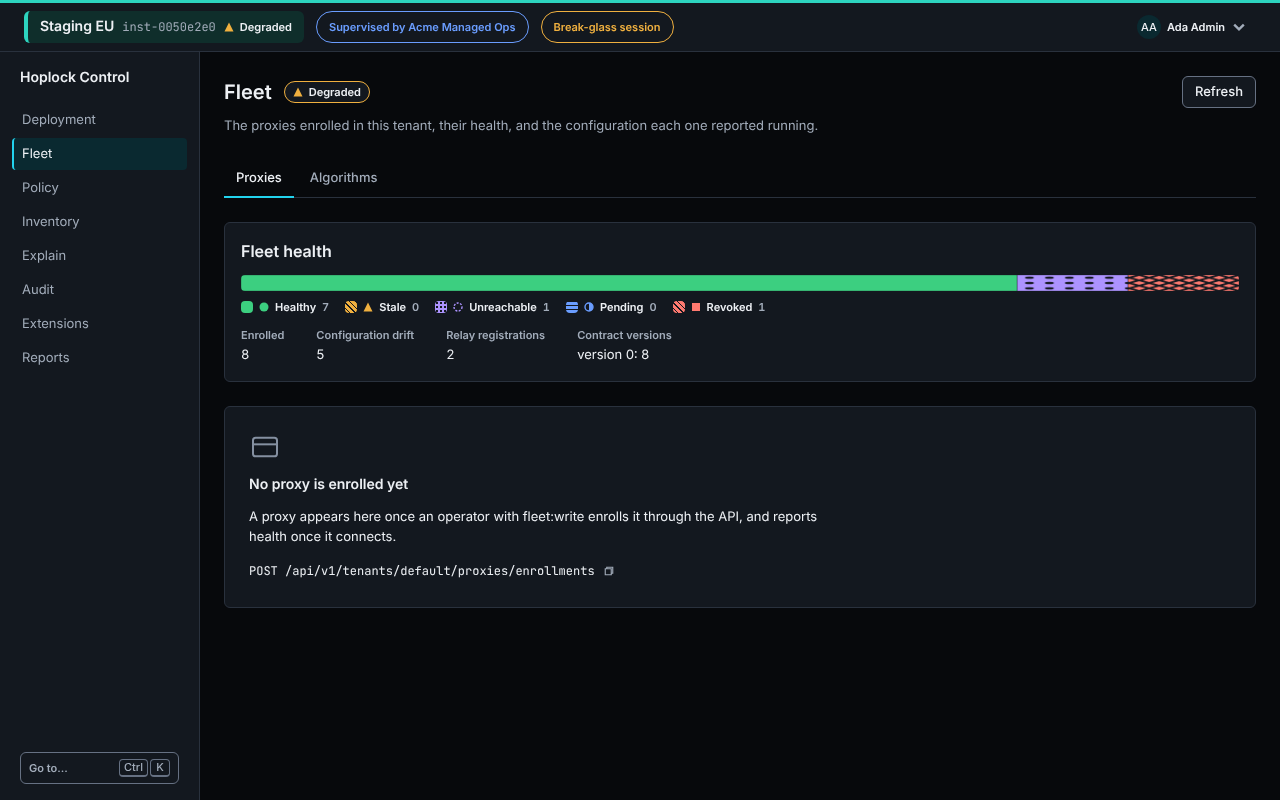 Staging EU inst-0050e2e0 Degraded
Supervised by Acme Managed Ops
Break-glass session
AA Ada Admin
Hoplock Control
Deployment
Fleet
Policy
Inventory
Explain
Audit
Extensions
Reports
Go to... Ctrl K
Fleet Degraded
Refresh
The proxies enrolled in this tenant, their health, and the configuration each one reported running.
Proxies Algorithms
Fleet health
Healthy 7 Stale 0 Unreachable 1 Pending 0 Revoked 1
Enrolled Configuration drift Relay registrations Contract versions
8 5 2 version 0: 8
No proxy is enrolled yet
A proxy appears here once an operator with fleet:write enrolls it through the API, and reports
health once it connects.
POST /api/v1/tenants/default/proxies/enrollments